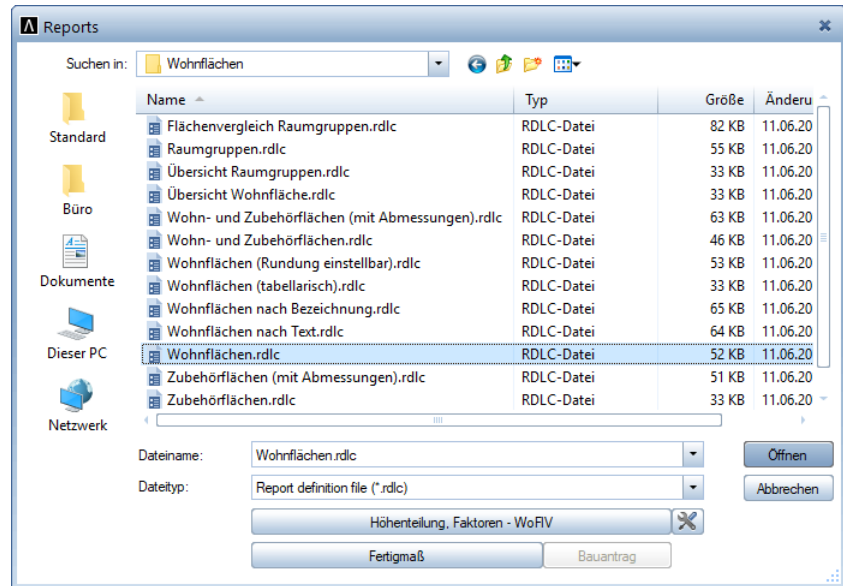 Reports
Suchen in: Wohnflächen
Name Typ Größe Änderu
Standard
Büro
Dokumente
Dieser PC
Netzwerk
Flächenvergleich Raumgruppen.rdlc RDLC-Datei 82 KB 11.06.20
Raumgruppen.rdlc RDLC-Datei 55 KB 11.06.20
Übersicht Raumgruppen.rdlc RDLC-Datei 33 KB 11.06.20
Übersicht Wohnfläche.rdlc RDLC-Datei 33 KB 11.06.20
Wohn- und Zubehörflächen (mit Abmessungen).rdlc RDLC-Datei 63 KB 11.06.20
Wohn- und Zubehörflächen.rdlc RDLC-Datei 46 KB 11.06.20
Wohnflächen (Rundung einstellbar).rdlc RDLC-Datei 53 KB 11.06.20
Wohnflächen (tabellarisch).rdlc RDLC-Datei 33 KB 11.06.20
Wohnflächen nach Bezeichnung.rdlc RDLC-Datei 65 KB 11.06.20
Wohnflächen nach Text.rdlc RDLC-Datei 64 KB 11.06.20
Wohnflächen.rdlc RDLC-Datei 52 KB 11.06.20
Zubehörflächen (mit Abmessungen).rdlc RDLC-Datei 51 KB 11.06.20
Zubehörflächen.rdlc RDLC-Datei 33 KB 11.06.20
Dateiname: Wohnflächen.rdlc Öffnen
Dateityp: Report definition file (*.rdlc) Abbrechen
Höhenteilung, Faktoren - WoFIV
Fertigmaß Bauantrag